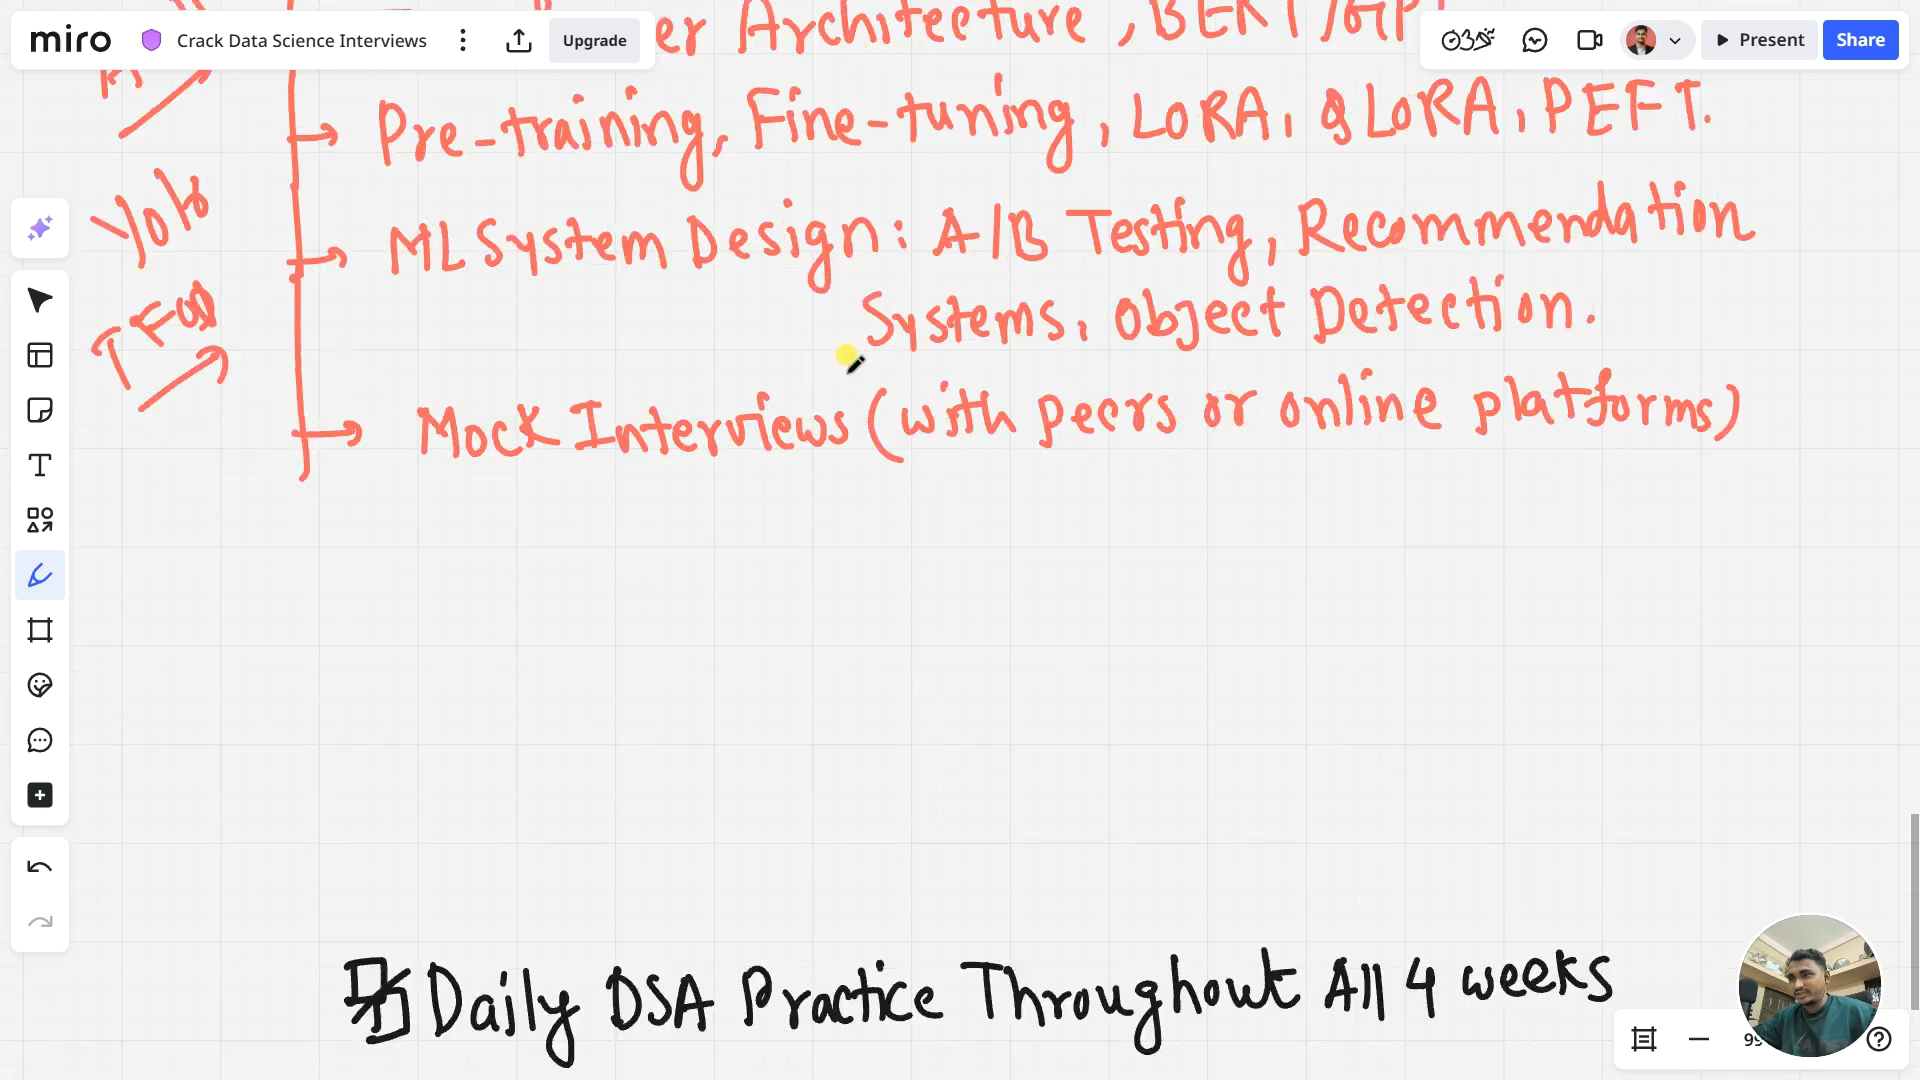 miro
Crack Data Science Interviews
Upgrade
Present
Share
er Architecture , BERT/GPT
Pre-training, Fine-tuning, LoRA, QLoRA, PEFT.
ML System Design: A/B Testing, Recommendation
Systems, Object Detection.
Mock Interviews (with peers or online platforms)
Daily DSA Practice Throughout All 4 weeks